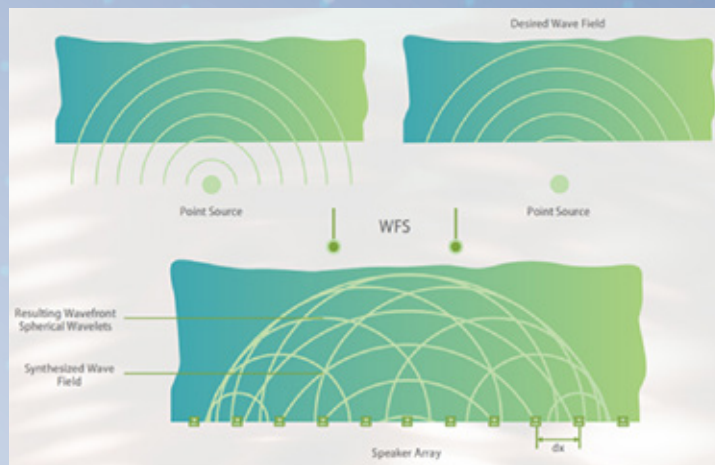 Desired Wave Field
Point Source
Point Source
WFS
Resulting Wavefront
Spherical Wavelets
Synthesized Wave
Field
dx
Speaker Array